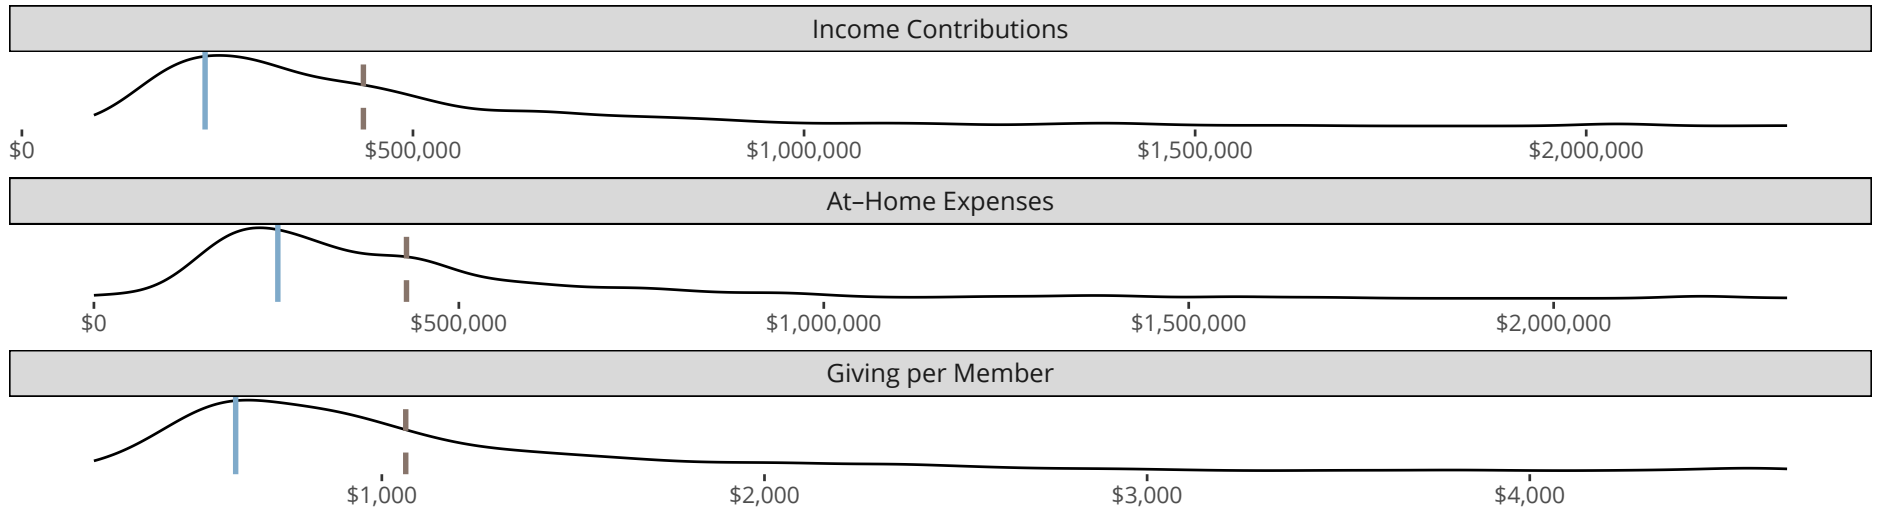 Income Contributions
$0 $500,000 $1,000,000 $1,500,000 $2,000,000
At–Home Expenses
$0 $500,000 $1,000,000 $1,500,000 $2,000,000
Giving per Member
$1,000 $2,000 $3,000 $4,000